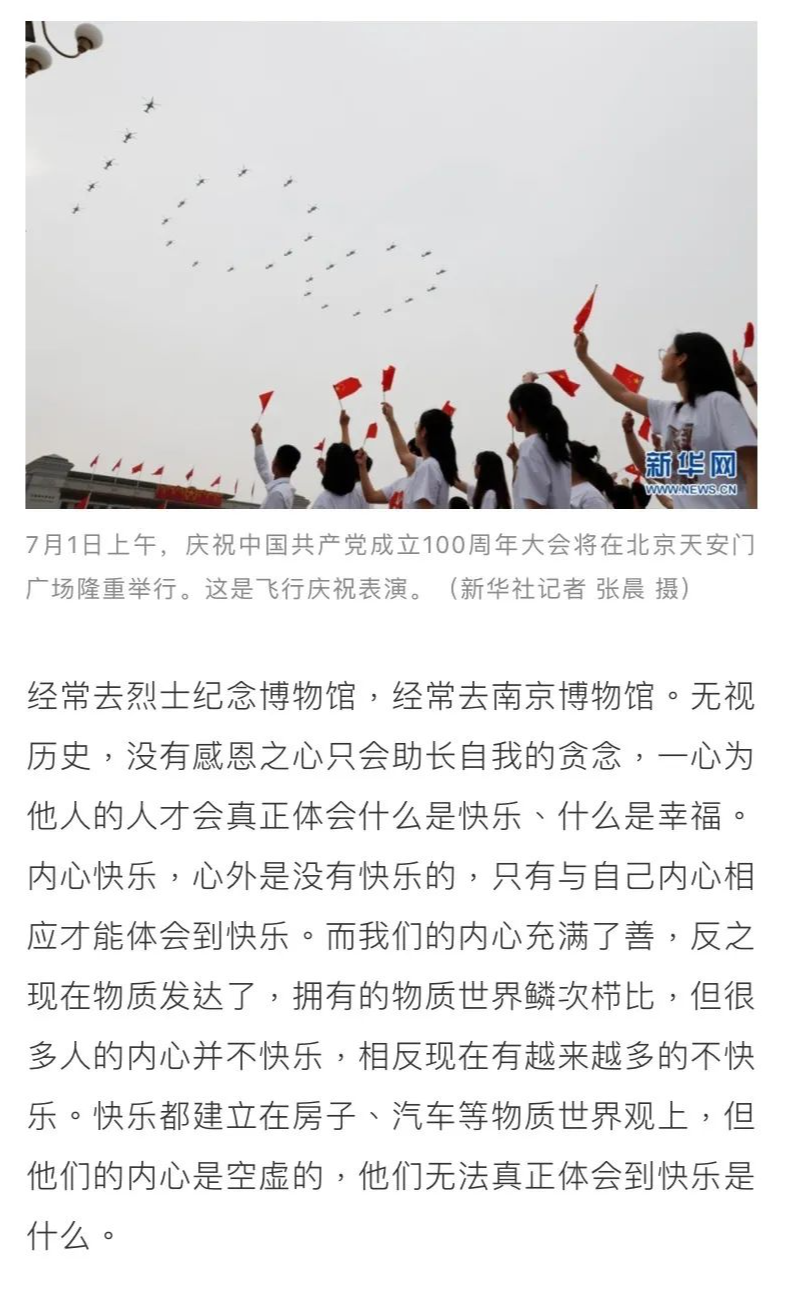 新华网
WWW.NEWS.CN
7月1日上午，庆祝中国共产党成立100周年大会将在北京天安门
广场隆重举行。这是飞行庆祝表演。（新华社记者 张晨 摄）
经常去烈士纪念博物馆，经常去南京博物馆。无视
历史，没有感恩之心只会助长自我的贪念，一心为
他人的人才会真正体会什么是快乐、什么是幸福。
内心快乐，心外是没有快乐的，只有与自己内心相
应才能体会到快乐。而我们的内心充满了善，反之
现在物质发达了，拥有的物质世界鳞次栉比，但很
多人的内心并不快乐，相反现在有越来越多的不快
乐。快乐都建立在房子、汽车等物质世界观上，但
他们的内心是空虚的，他们无法真正体会到快乐是
什么。